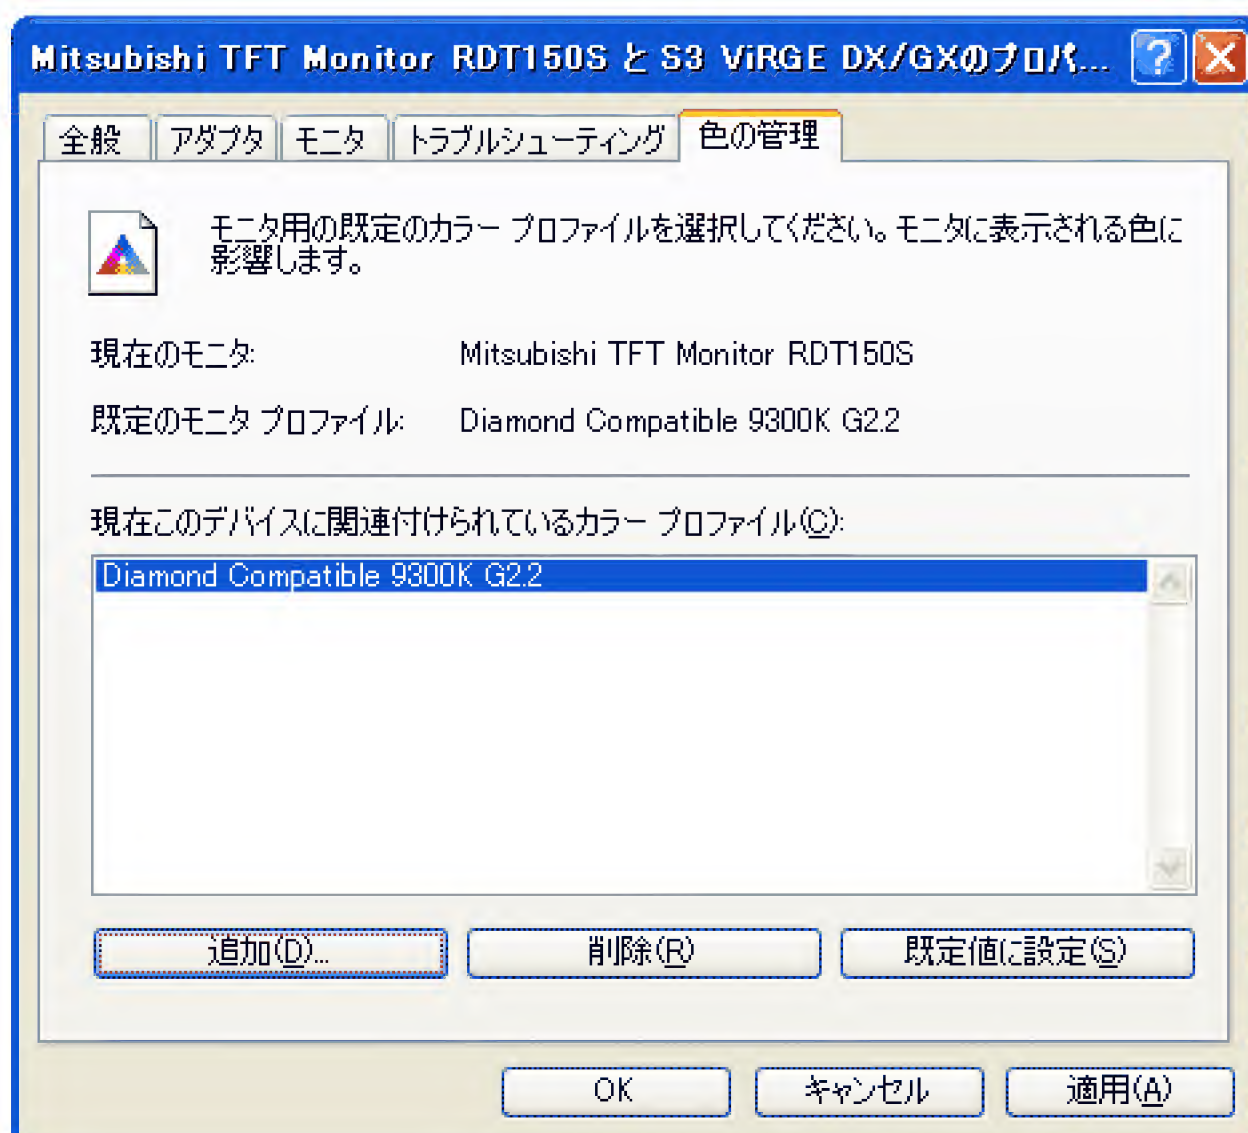 Mitsubishi TFT Monitor RDT150S と S3 ViRGE DX/GXのプロパ...
全般 アダプタ モニタ トラブルシューティング 色の管理
モニタ用の既定のカラー プロファイルを選択してください。モニタに表示される色に
影響します。
現在のモニタ: Mitsubishi TFT Monitor RDT150S
既定のモニタ プロファイル: Diamond Compatible 9300K G2.2
現在このデバイスに関連付けられているカラー プロファイル(C):
Diamond Compatible 9300K G2.2
追加(D)... 削除(R) 既定値に設定(S)
OK キャンセル 適用(A)